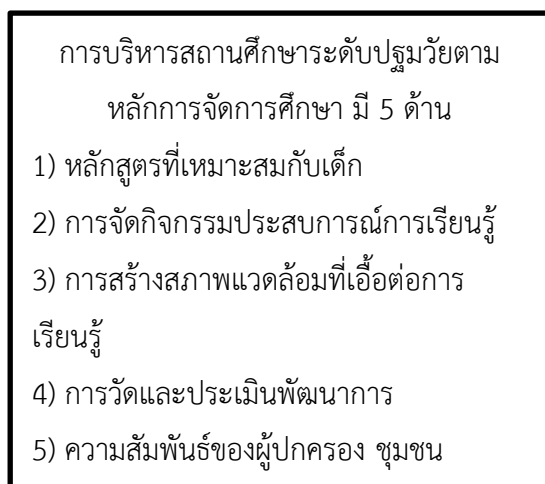 การบริหารสถานศึกษาระดับปฐมวัยตาม
หลักการจัดการศึกษา มี 5 ด้าน
1) หลักสูตรที่เหมาะสมกับเด็ก
2) การจัดกิจกรรมประสบการณ์การเรียนรู้
3) การสร้างสภาพแวดล้อมที่เอื้อต่อการ
เรียนรู้
4) การวัดและประเมินพัฒนาการ
5) ความสัมพันธ์ของผู้ปกครอง ชุมชน